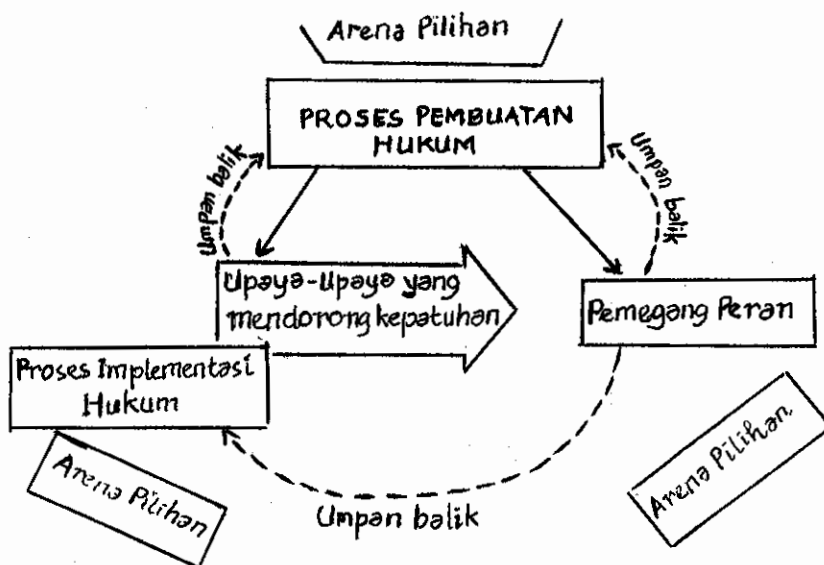 Arena Pilihan
PROSES PEMBUATAN
HUKUM
Umpan balik
Umpan balik
Upaya-Upaya yang
mendorong kepatuhan
Pemegang Peran
Proses Implementasi
Hukum
Arena Pilihan
Arena Pilihan
Umpan balik